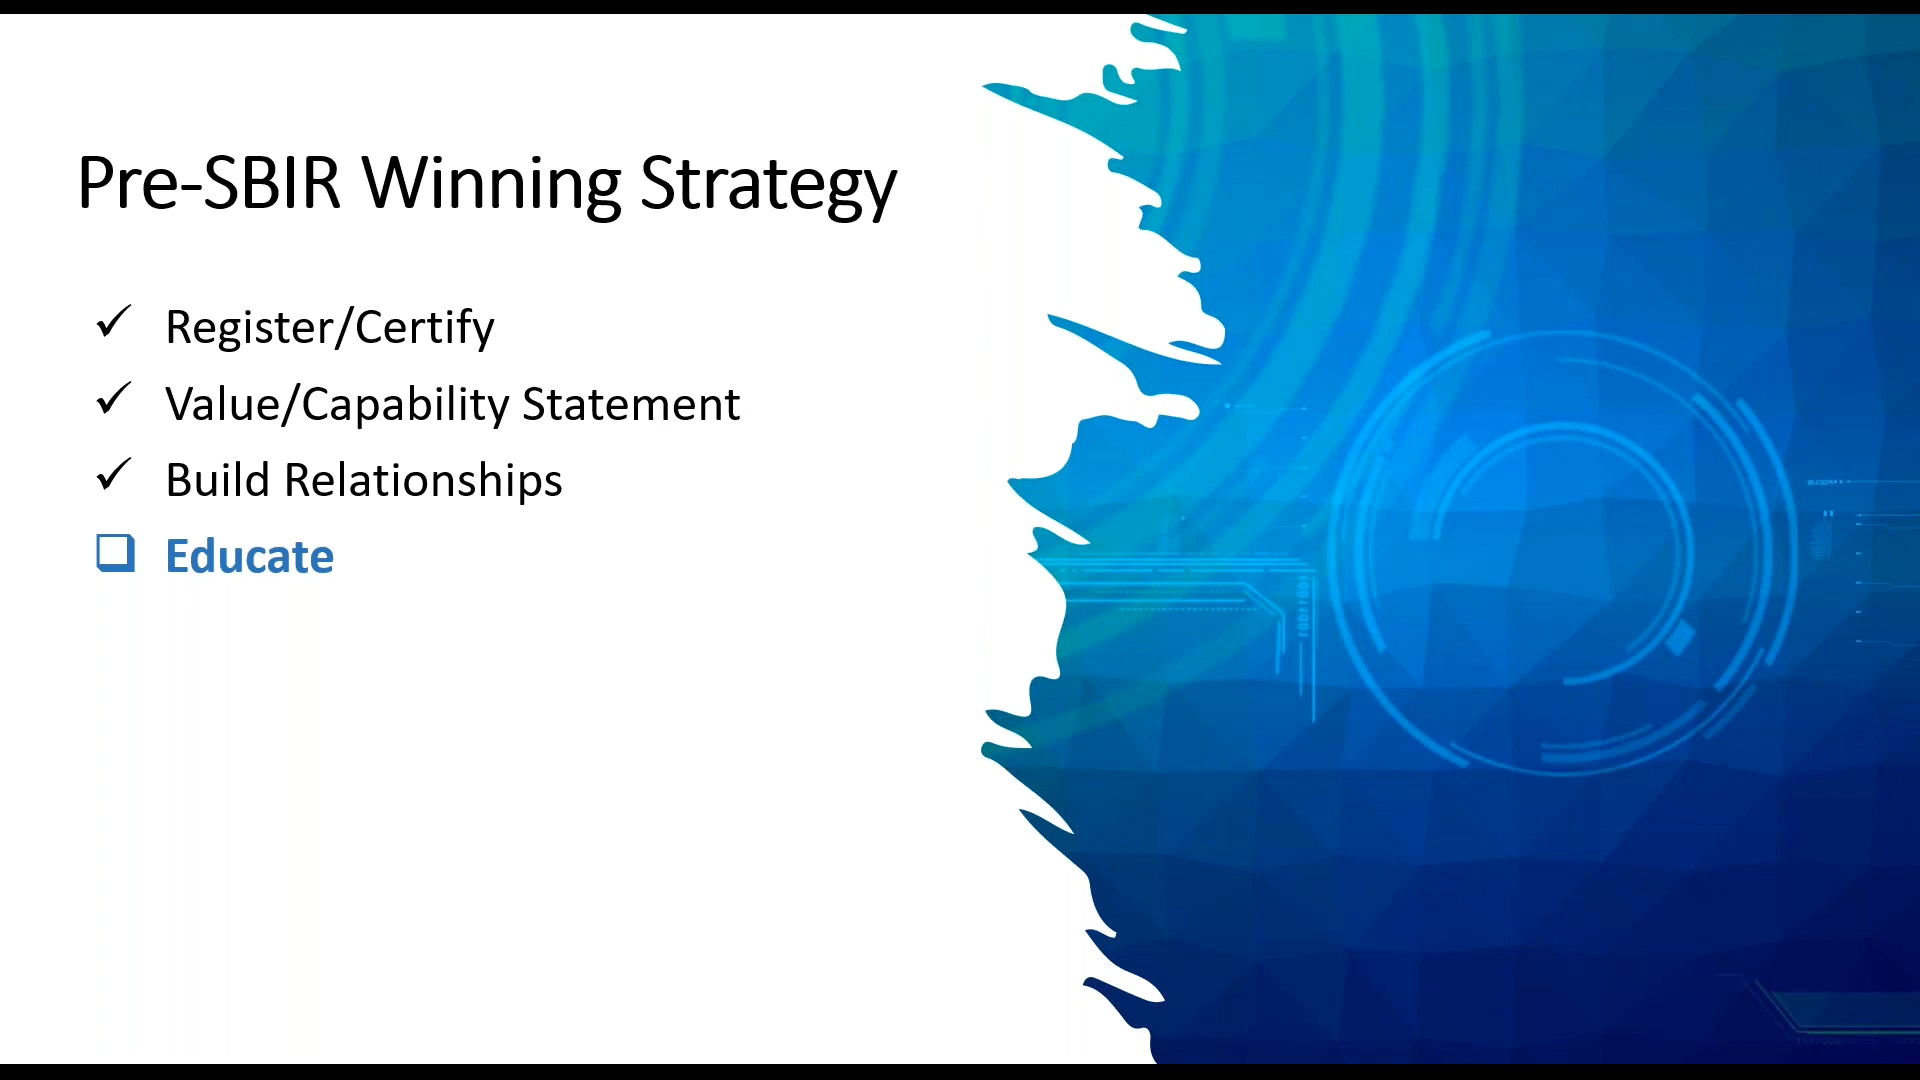 Pre-SBIR Winning Strategy
Register/Certify
Value/Capability Statement
Build Relationships
Educate